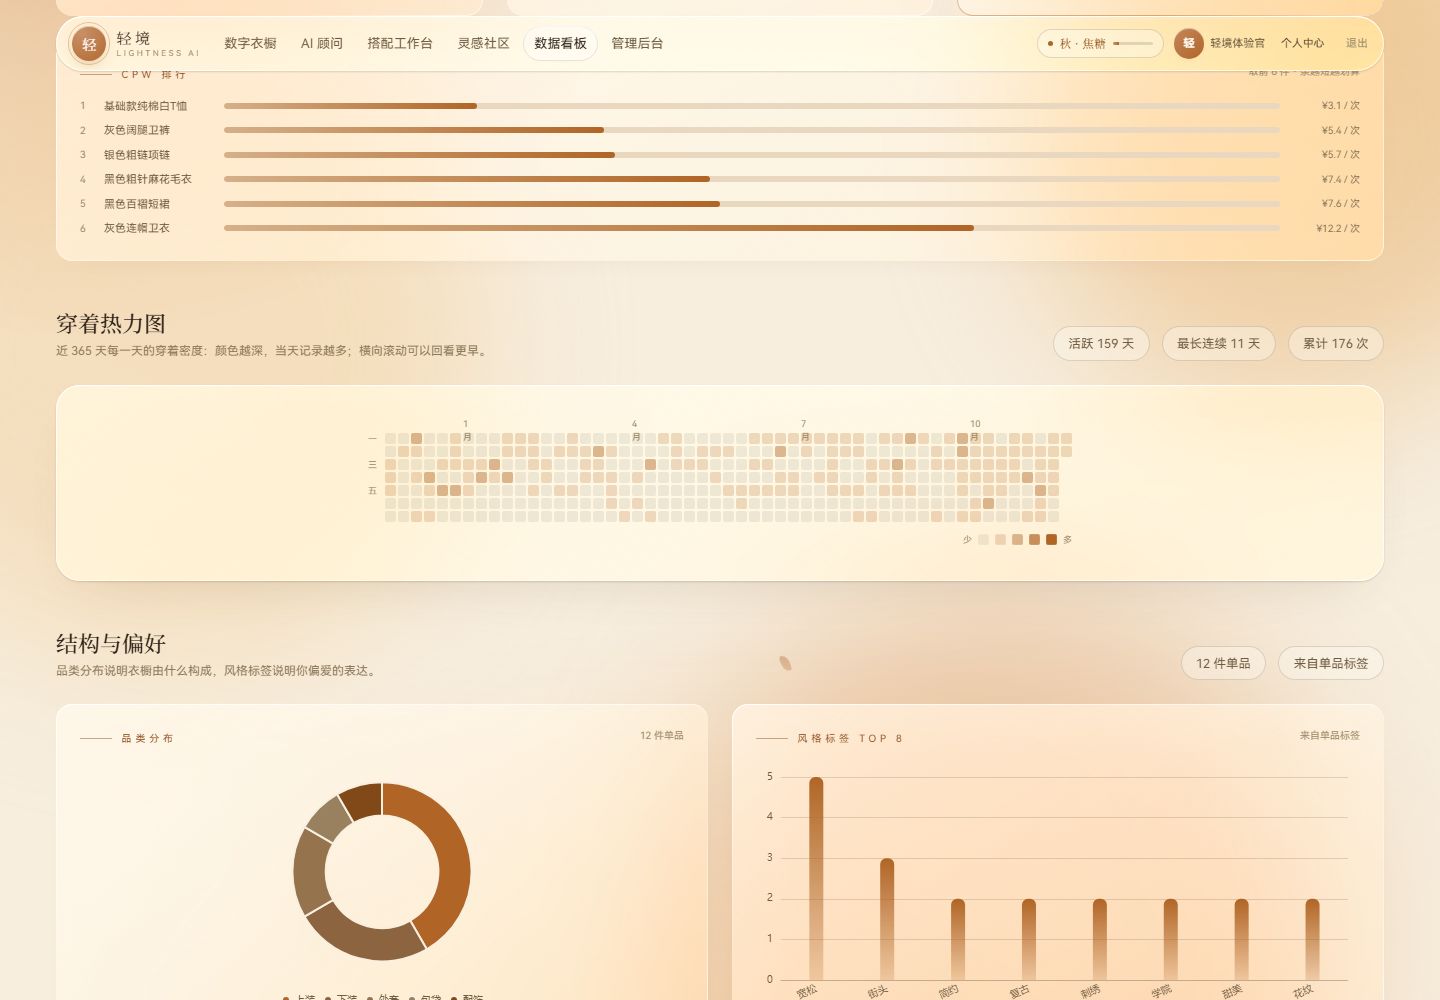 轻 轻境 LIGHTNESS AI 数字衣橱 AI 顾问 搭配工作台 灵感社区 数据看板 管理后台 秋 · 焦糖 轻 轻境体验官 个人中心 退出
CPW 排行
1 基础款纯棉白T恤 ¥3.1 / 次
2 灰色阔腿卫裤 ¥5.4 / 次
3 银色粗链项链 ¥5.7 / 次
4 黑色粗针麻花毛衣 ¥7.4 / 次
5 黑色百褶短裙 ¥7.6 / 次
6 灰色连帽卫衣 ¥12.2 / 次
穿着热力图
近 365 天每一天的穿着密度：颜色越深，当天记录越多；横向滚动可以回看更早。
活跃 159 天 最长连续 11 天 累计 176 次
1月 4月 7月 10月
一
三
五
少 多
结构与偏好
品类分布说明衣橱由什么构成，风格标签说明你偏爱的表达。
12 件单品 来自单品标签
品类分布 12 件单品
上装 下装 外套 包袋 配饰
风格标签 TOP 8 来自单品标签
5
4
3
2
1
0
宽松 街头 简约 复古 刺绣 学院 甜美 花纹